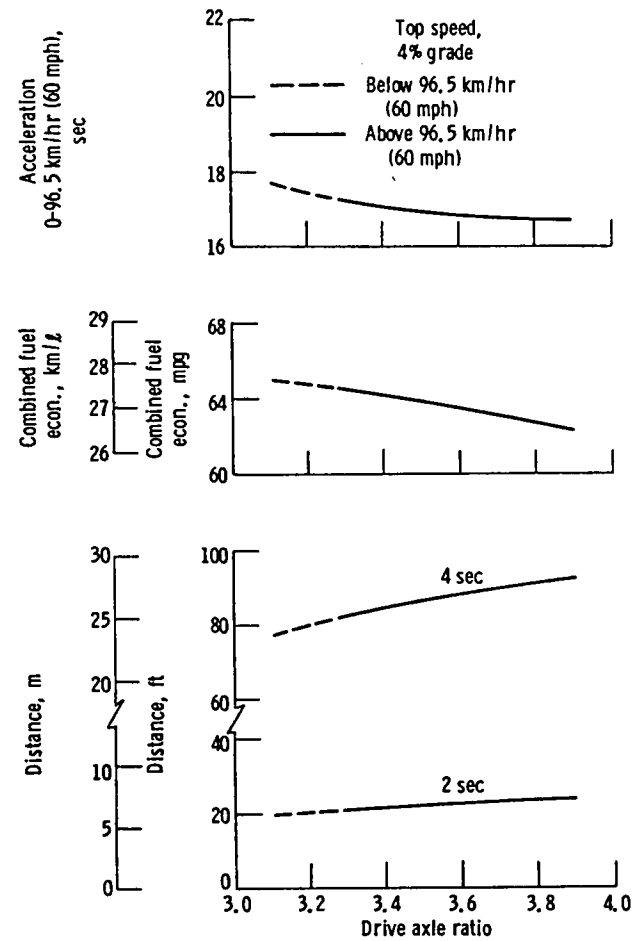 Acceleration
0-96.5 km/hr (60 mph),
sec
22
20
18
16
Top speed,
4% grade
Below 96.5 km/hr
(60 mph)
Above 96.5 km/hr
(60 mph)
Combined fuel
econ., km/ℓ
29
28
27
26
Combined fuel
econ., mpg
68
64
60
Distance, m
30
25
20
10
5
0
Distance, ft
100
80
60
40
20
0
4 sec
2 sec
3.0
3.2
3.4
3.6
3.8
4.0
Drive axle ratio